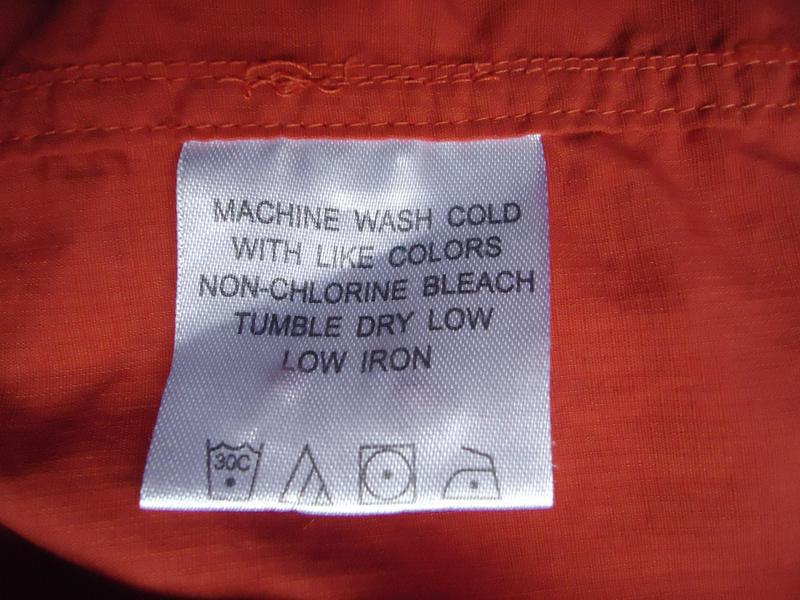 MACHINE WASH COLD
WITH LIKE COLORS
NON-CHLORINE BLEACH
TUMBLE DRY LOW
LOW IRON
30C